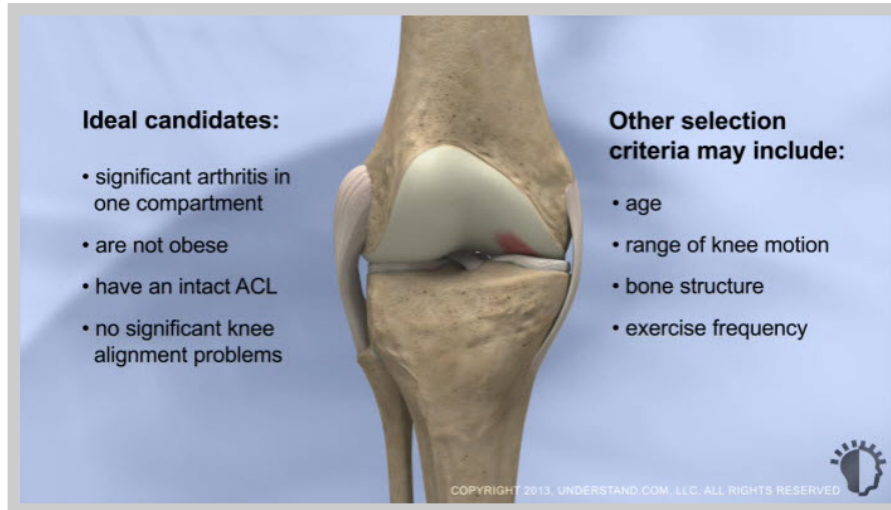 Ideal candidates:
• significant arthritis in
one compartment
• are not obese
• have an intact ACL
• no significant knee
alignment problems
Other selection
criteria may include:
• age
• range of knee motion
• bone structure
• exercise frequency
COPYRIGHT 2013, UNDERSTAND.COM, LLC. ALL RIGHTS RESERVED